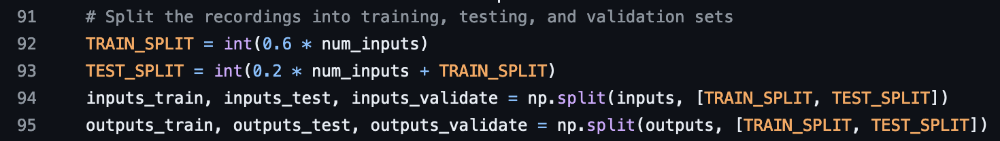 91 # Split the recordings into training, testing, and validation sets
92 TRAIN_SPLIT = int(0.6 * num_inputs)
93 TEST_SPLIT = int(0.2 * num_inputs + TRAIN_SPLIT)
94 inputs_train, inputs_test, inputs_validate = np.split(inputs, [TRAIN_SPLIT, TEST_SPLIT])
95 outputs_train, outputs_test, outputs_validate = np.split(outputs, [TRAIN_SPLIT, TEST_SPLIT])